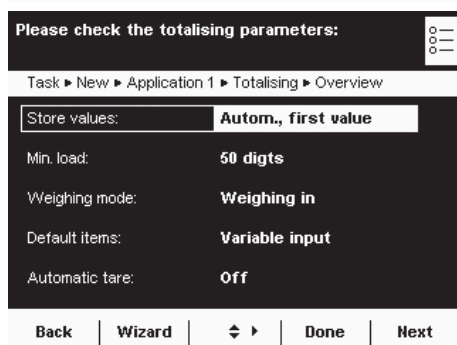 Please check the totalising parameters:
Task ▸ New ▸ Application 1 ▸ Totalising ▸ Overview
Store values: Autom., first value
Min. load: 50 digts
Weighing mode: Weighing in
Default items: Variable input
Automatic tare: Off
Back Wizard Done Next